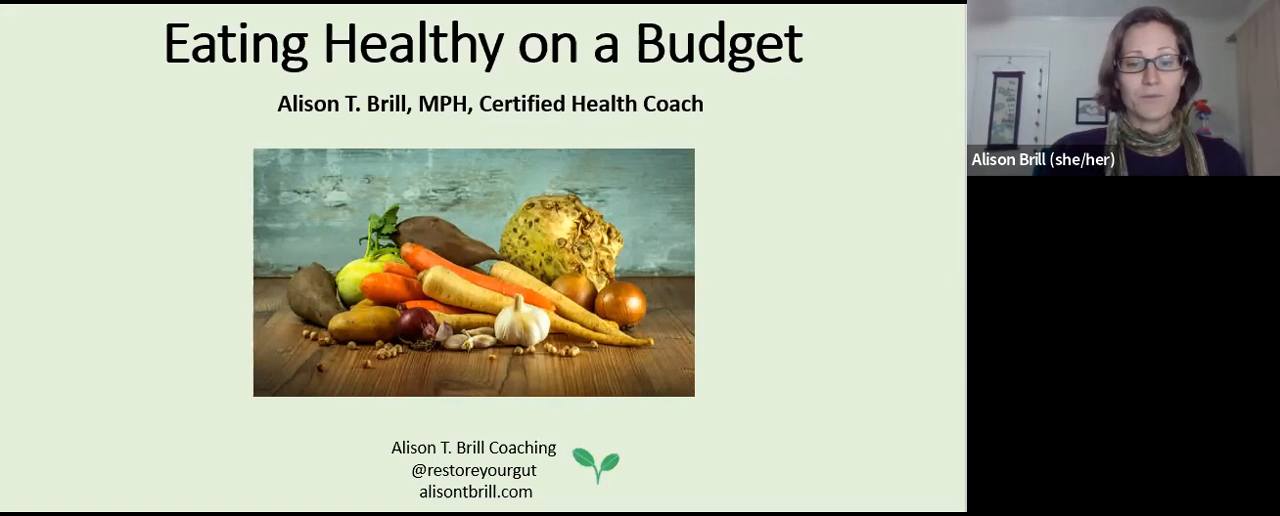 Eating Healthy on a Budget
Alison T. Brill, MPH, Certified Health Coach
Alison T. Brill Coaching
@restoreyourgut
alisontbrill.com
Alison Brill (she/her)